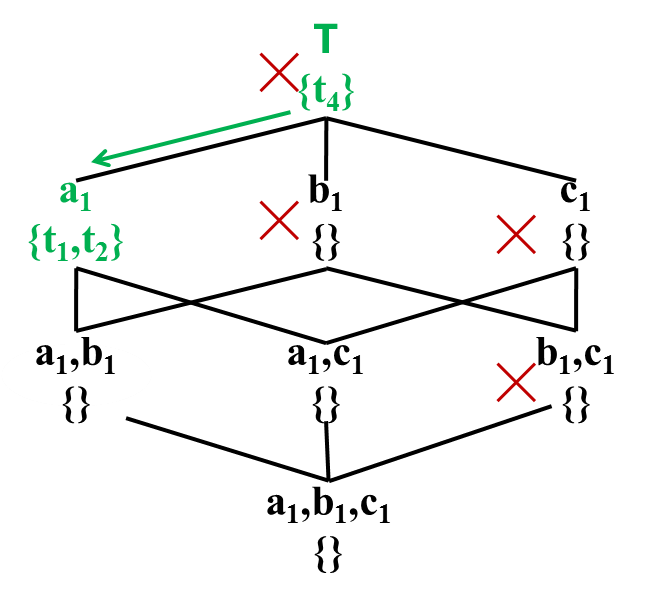 T
{t₄}
a₁ b₁ c₁
{t₁,t₂} {} {}
a₁,b₁ a₁,c₁ b₁,c₁
{} {} {}
a₁,b₁,c₁
{}